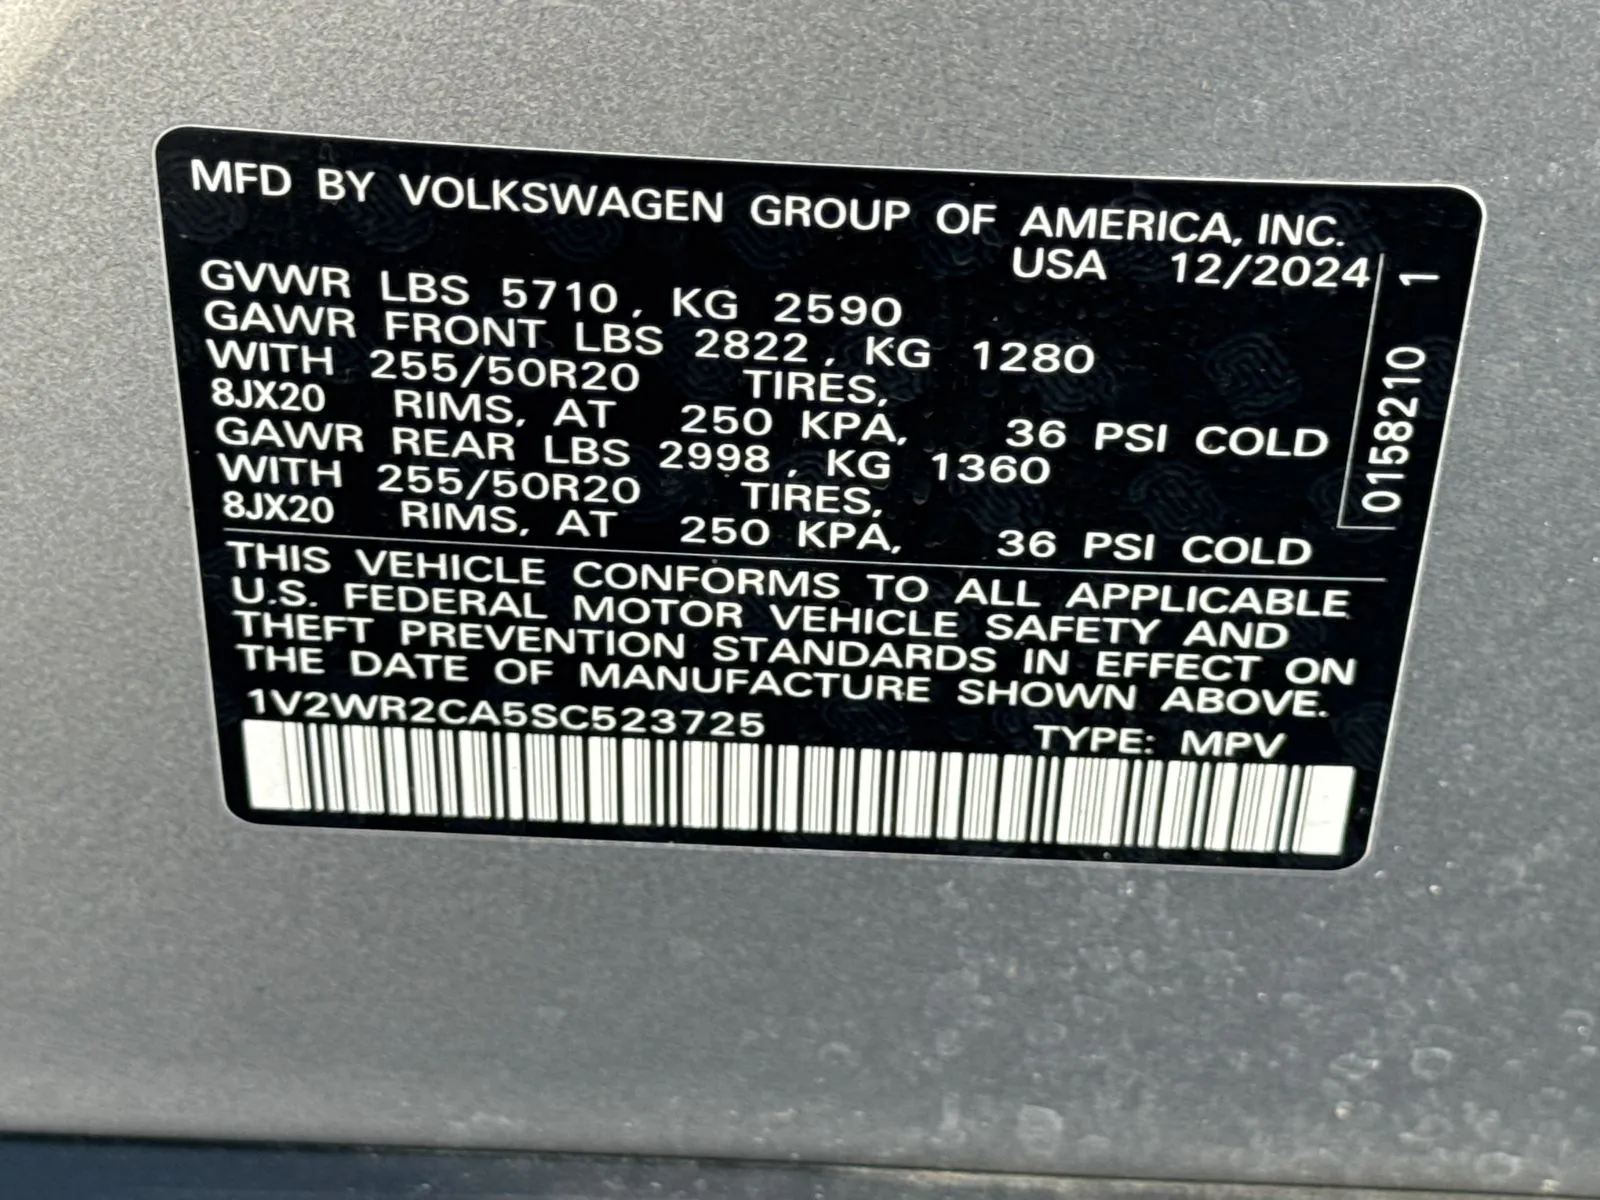 MFD BY VOLKSWAGEN GROUP OF AMERICA, INC.
USA 12/2024
GVWR LBS 5710, KG 2590
GAWR FRONT LBS 2822, KG 1280
WITH 255/50R20 TIRES,
8JX20 RIMS, AT 250 KPA, 36 PSI COLD
GAWR REAR LBS 2998, KG 1360
WITH 255/50R20 TIRES,
8JX20 RIMS, AT 250 KPA, 36 PSI COLD
THIS VEHICLE CONFORMS TO ALL APPLICABLE
U.S. FEDERAL MOTOR VEHICLE SAFETY AND
THEFT PREVENTION STANDARDS IN EFFECT ON
THE DATE OF MANUFACTURE SHOWN ABOVE.
1V2WR2CA5SC523725 TYPE: MPV
0158210 1